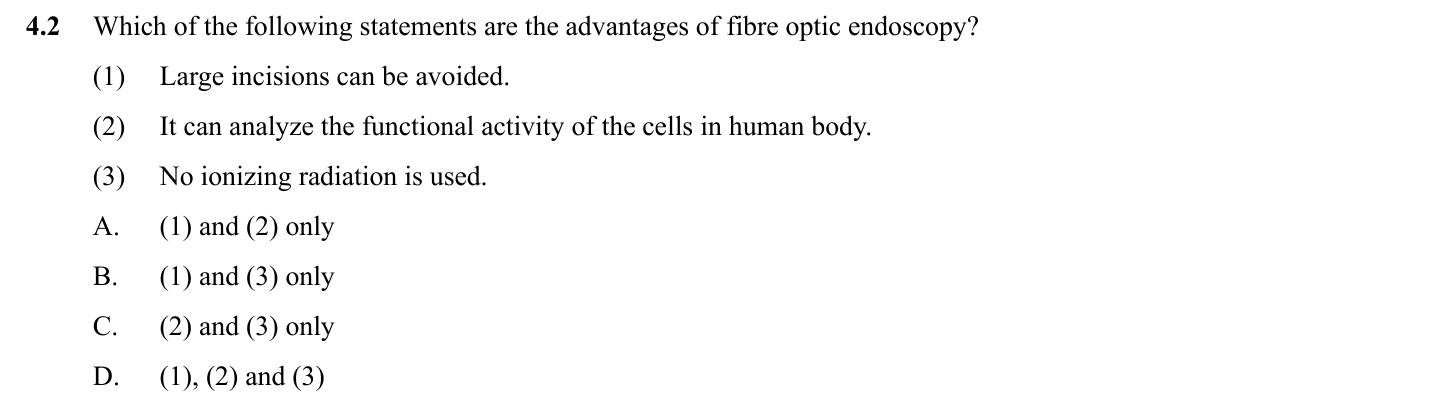 4.2 Which of the following statements are the advantages of fibre optic endoscopy?
(1) Large incisions can be avoided.
(2) It can analyze the functional activity of the cells in human body.
(3) No ionizing radiation is used.
A. (1) and (2) only
B. (1) and (3) only
C. (2) and (3) only
D. (1), (2) and (3)